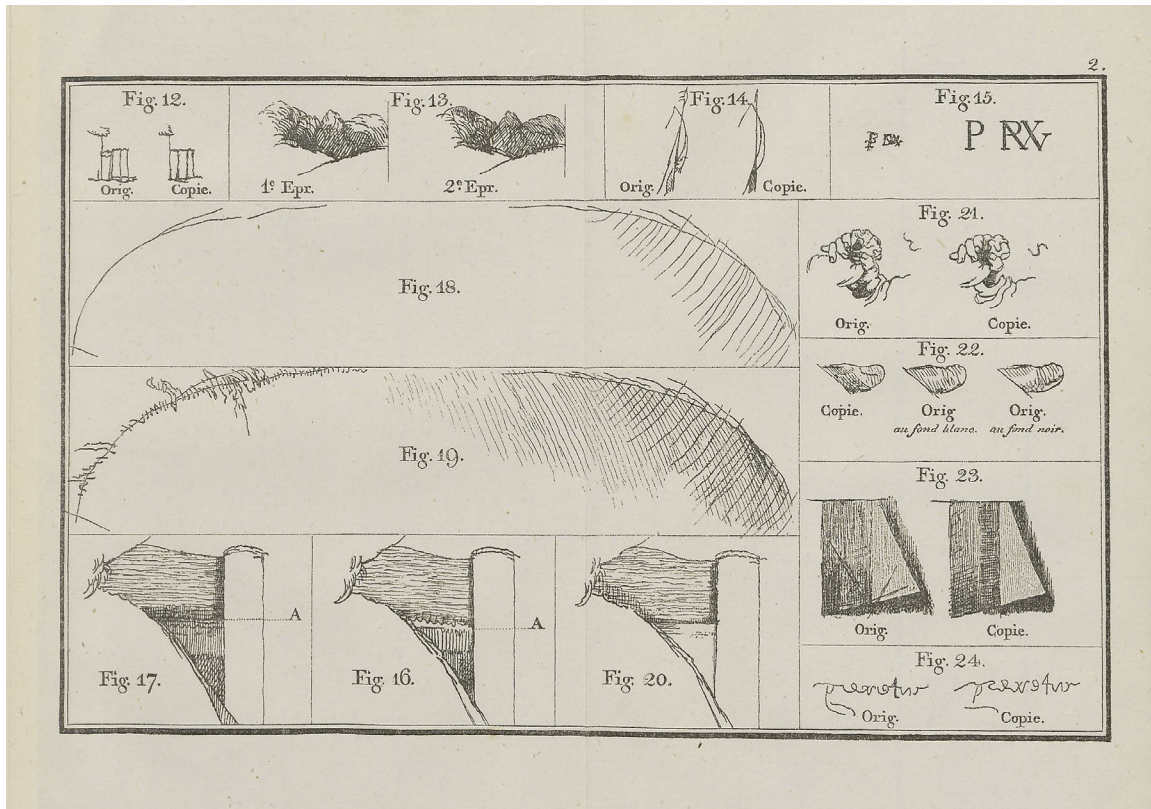 2.
Fig. 12.
Orig. Copie.
Fig. 13.
1e. Epr. 2e. Epr.
Fig. 14.
Orig. Copie.
Fig. 15.
P RX
Fig. 18.
Fig. 19.
A
Fig. 17.
A
Fig. 16.
Fig. 20.
Fig. 21.
Orig. Copie.
Fig. 22.
Copie. Orig Orig.
au fond blanc. au fond noir.
Fig. 23.
Orig. Copie.
Fig. 24.
Orig. Copie.